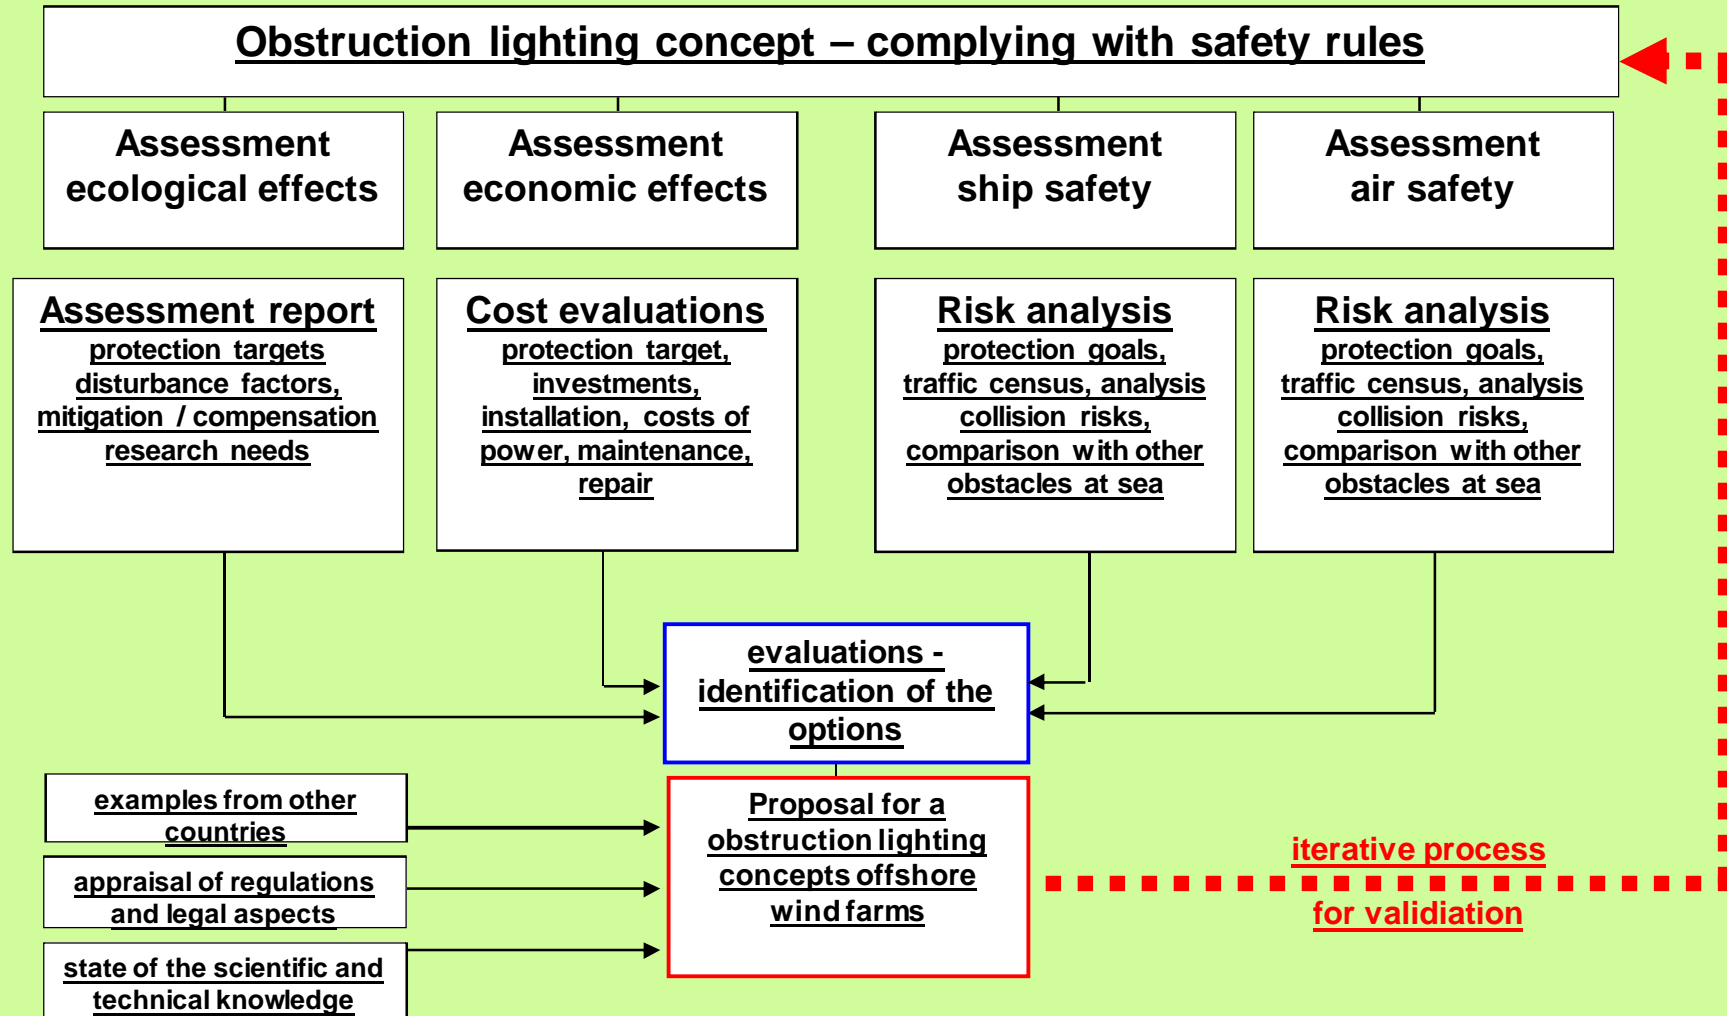 Obstruction lighting concept – complying with safety rules
Assessment
ecological effects
Assessment
economic effects
Assessment
ship safety
Assessment
air safety
Assessment report
protection targets
disturbance factors,
mitigation / compensation
research needs
Cost evaluations
protection target,
investments,
installation, costs of
power, maintenance,
repair
Risk analysis
protection goals,
traffic census, analysis
collision risks,
comparison with other
obstacles at sea
Risk analysis
protection goals,
traffic census, analysis
collision risks,
comparison with other
obstacles at sea
evaluations -
identification of the
options
examples from other
countries
appraisal of regulations
and legal aspects
state of the scientific and
technical knowledge
Proposal for a
obstruction lighting
concepts offshore
wind farms
iterative process
for validiation